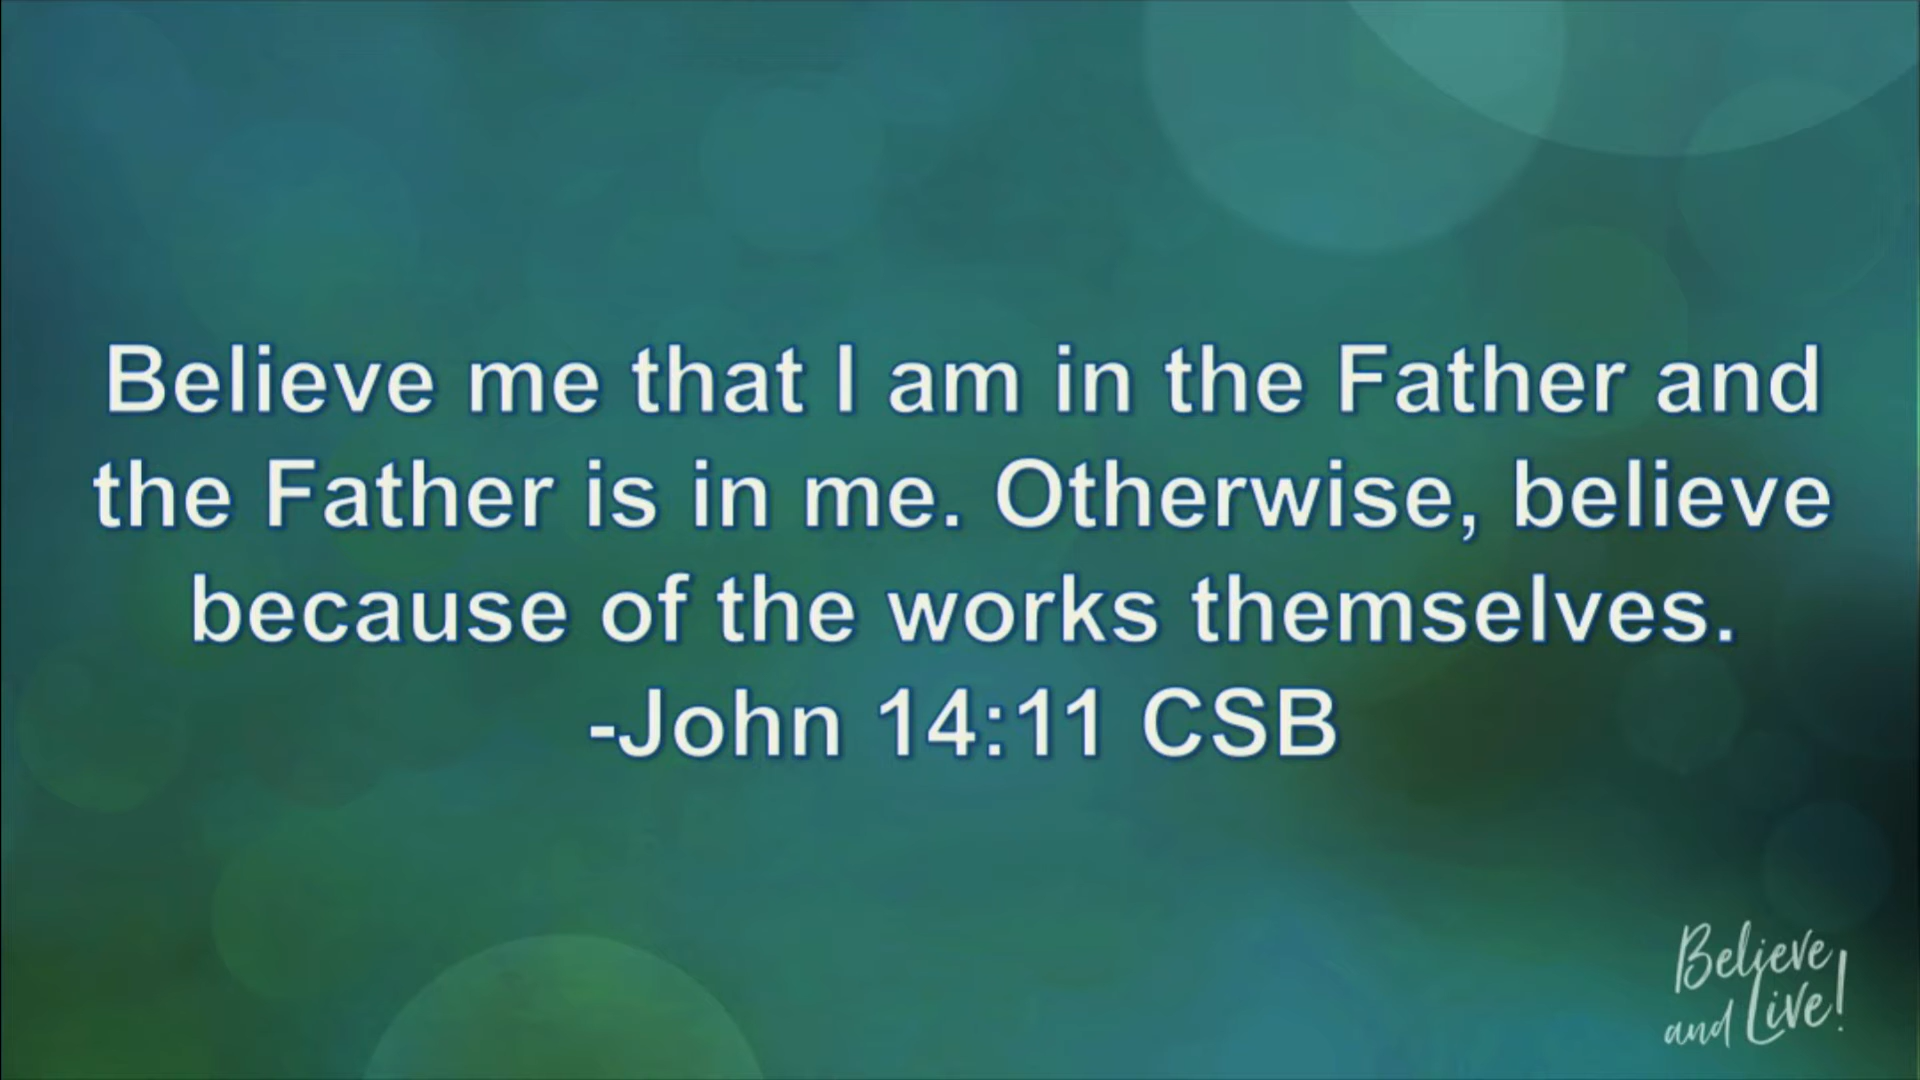 Believe me that I am in the Father and
the Father is in me. Otherwise, believe
because of the works themselves.
-John 14:11 CSB
Believe
and Live!